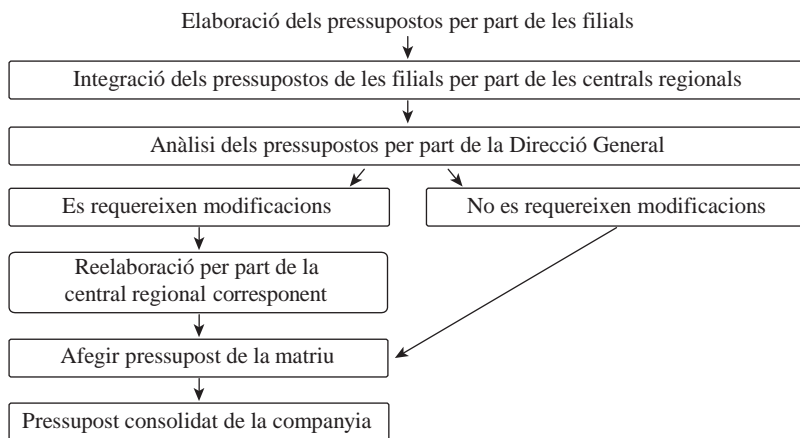 Elaboració dels pressupostos per part de les filials
Integració dels pressupostos de les filials per part de les centrals regionals
Anàlisi dels pressupostos per part de la Direcció General
Es requereixen modificacions
No es requereixen modificacions
Reelaboració per part de la
central regional corresponent
Afegir pressupost de la matriu
Pressupost consolidat de la companyia